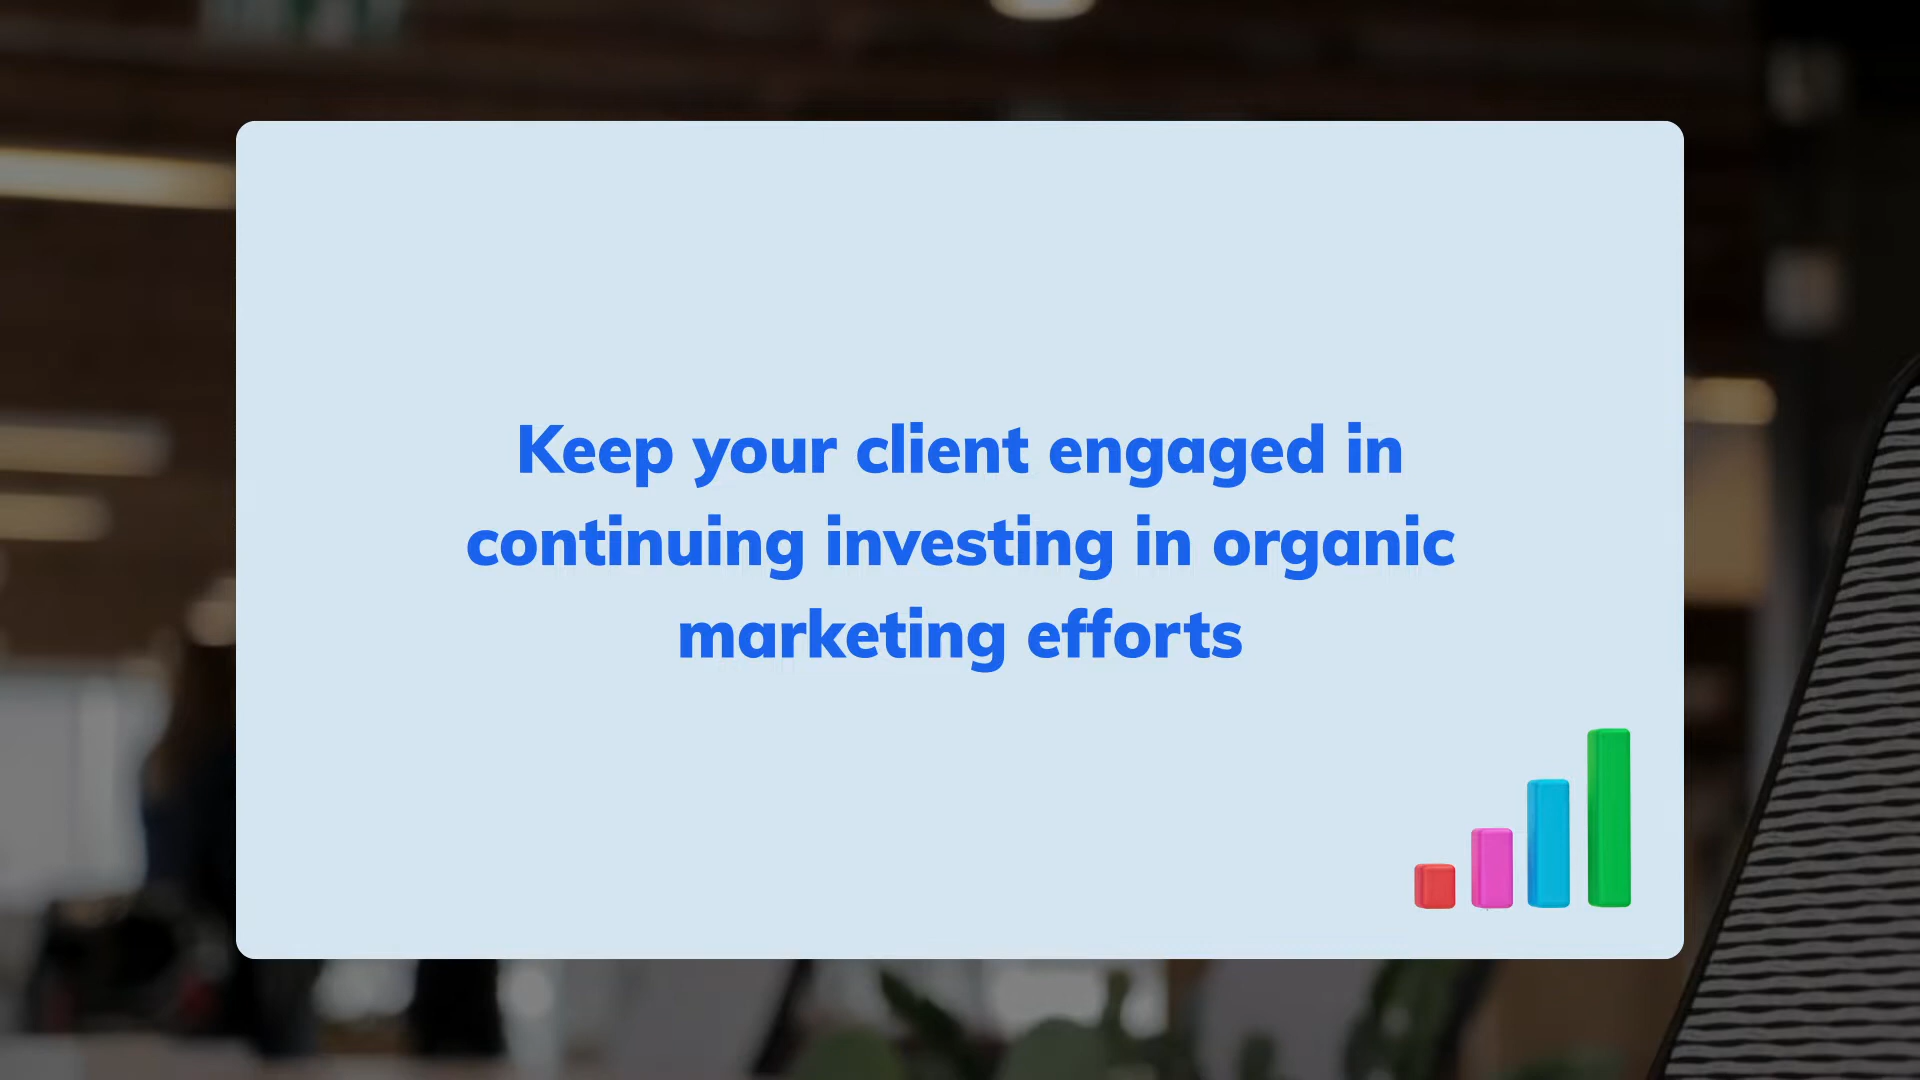 Keep your client engaged in
continuing investing in organic
marketing efforts